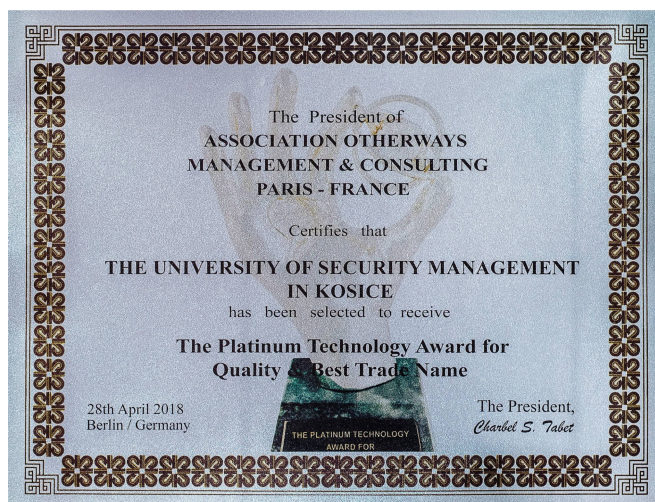 The President of
ASSOCIATION OTHERWAYS
MANAGEMENT & CONSULTING
PARIS - FRANCE
Certifies that
THE UNIVERSITY OF SECURITY MANAGEMENT
IN KOSICE
has been selected to receive
The Platinum Technology Award for
Quality & Best Trade Name
28th April 2018
Berlin / Germany
The President,
Charbel S. Tabet
THE PLATINUM TECHNOLOGY
AWARD FOR